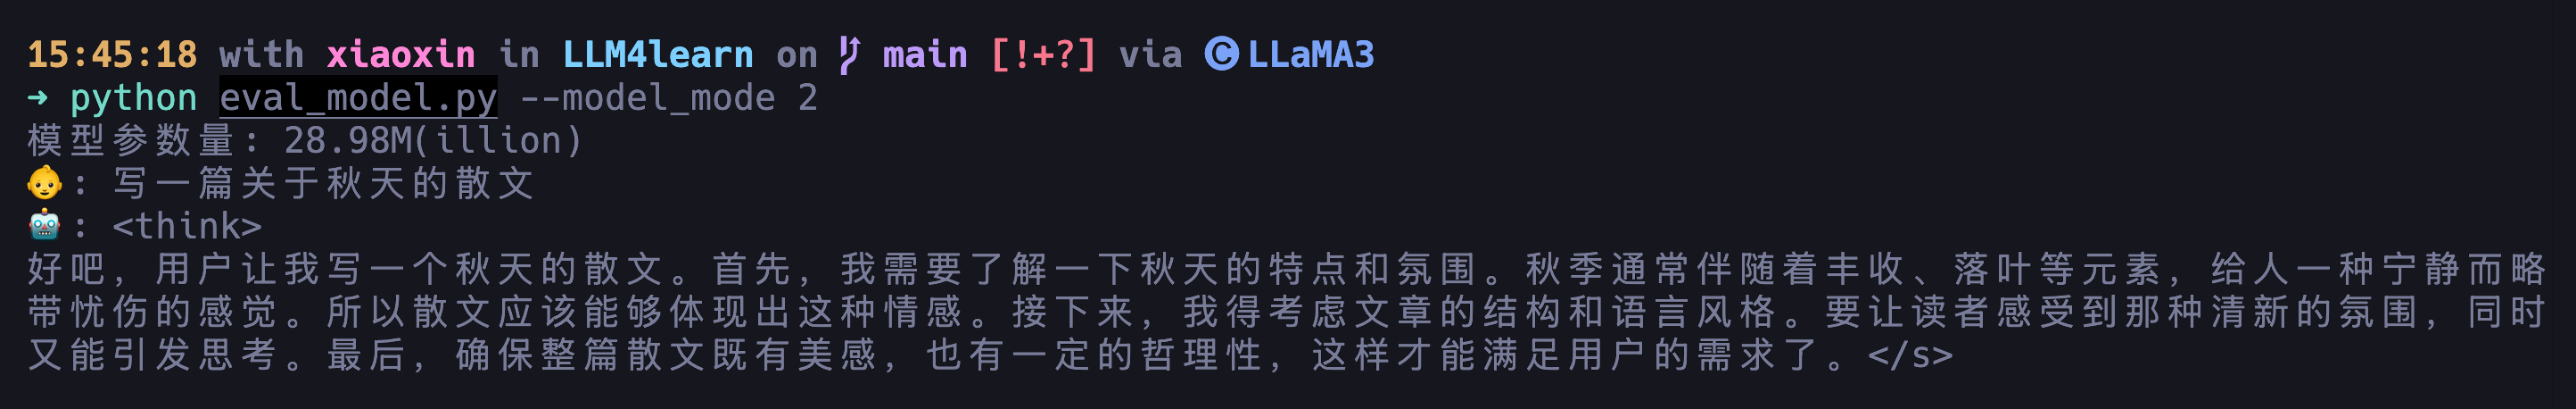 15:45:18 with xiaoxin in LLM4learn on main [!+?] via C LLaMA3
→ python eval_model.py --model_mode 2
模型参数量: 28.98M(illion)
👶: 写一篇关于秋天的散文
🤖: <think>
好吧，用户让我写一个秋天的散文。首先，我需要了解一下秋天的特点和氛围。秋季通常伴随着丰收、落叶等元素，给人一种宁静而略
带忧伤的感觉。所以散文应该能够体现出这种情感。接下来，我得考虑文章的结构和语言风格。要让读者感受到那种清新的氛围，同时
又能引发思考。最后，确保整篇散文既有美感，也有一定的哲理性，这样才能满足用户的需求了。</s>